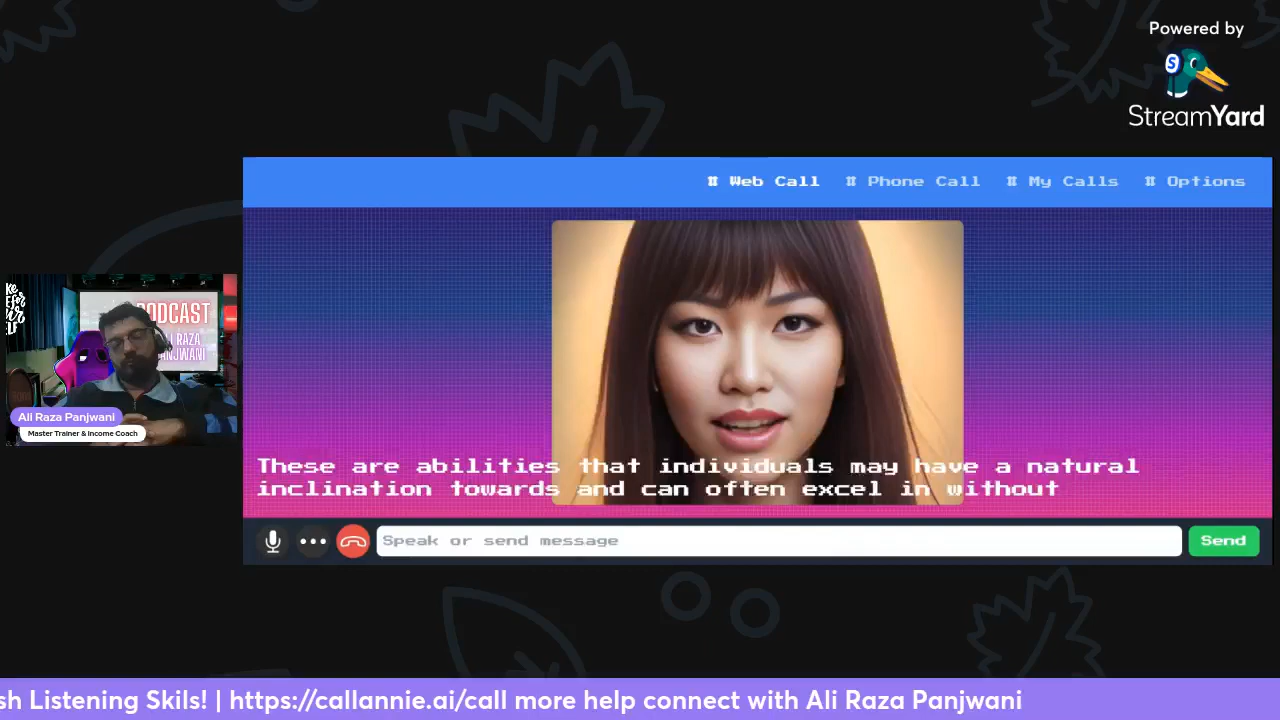 Powered by
S
StreamYard
⌗ Web Call ⌗ Phone Call ⌗ My Calls ⌗ Options
PODCAST
ALI RAZA
PANJWANI
Ali Raza Panjwani
Master Trainer & Income Coach
These are abilities that individuals may have a natural
inclination towards and can often excel in without
Speak or send message
Send
sh Listening Skils! | https://callannie.ai/call more help connect with Ali Raza Panjwani